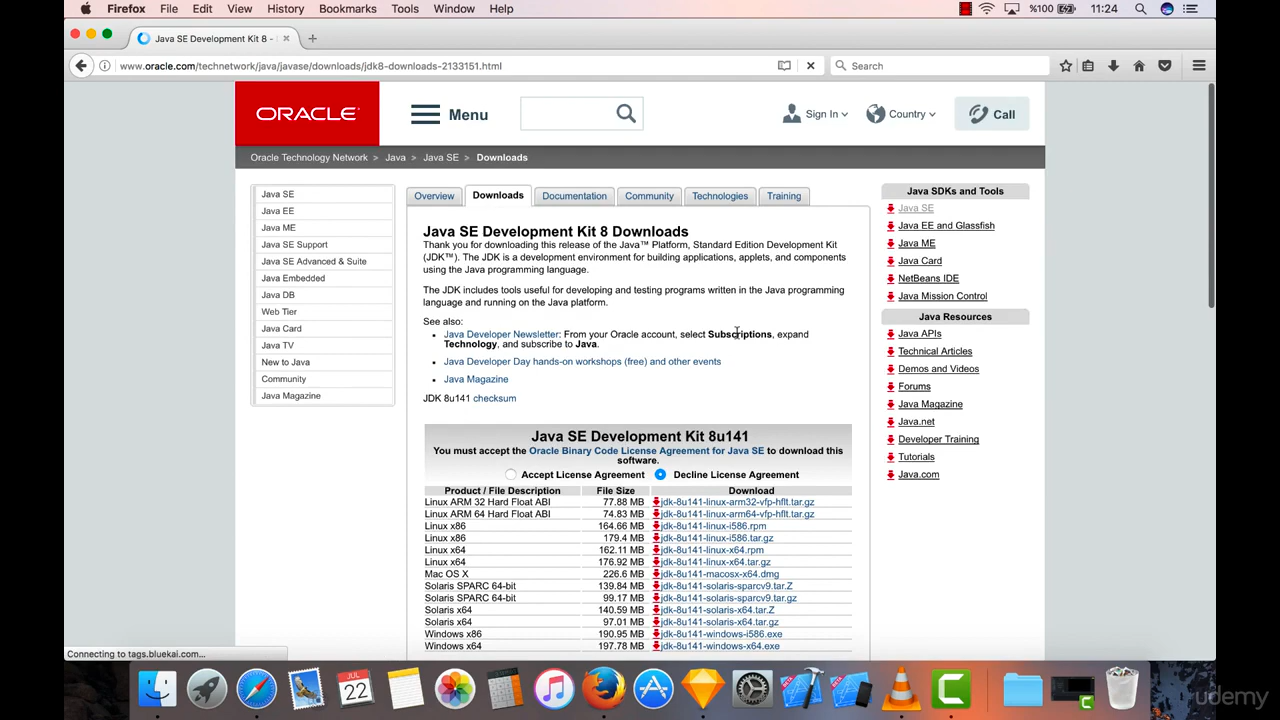 Firefox File Edit View History Bookmarks Tools Window Help %100 11:24
Java SE Development Kit 8 -
www.oracle.com/technetwork/java/javase/downloads/jdk8-downloads-2133151.html
Search
ORACLE
Menu
Sign In
Country
Call
Oracle Technology Network > Java > Java SE > Downloads
Java SE
Java EE
Java ME
Java SE Support
Java SE Advanced & Suite
Java Embedded
Java DB
Web Tier
Java Card
Java TV
New to Java
Community
Java Magazine
Overview Downloads Documentation Community Technologies Training
Java SE Development Kit 8 Downloads
Thank you for downloading this release of the Java™ Platform, Standard Edition Development Kit
(JDK™). The JDK is a development environment for building applications, applets, and components
using the Java programming language.
The JDK includes tools useful for developing and testing programs written in the Java programming
language and running on the Java platform.
See also:
Java Developer Newsletter: From your Oracle account, select Subscriptions, expand
Technology, and subscribe to Java.
Java Developer Day hands-on workshops (free) and other events
Java Magazine
JDK 8u141 checksum
Java SE Development Kit 8u141
You must accept the Oracle Binary Code License Agreement for Java SE to download this
software.
Accept License Agreement Decline License Agreement
Product / File Description File Size Download
Linux ARM 32 Hard Float ABI 77.88 MB jdk-8u141-linux-arm32-vfp-hflt.tar.gz
Linux ARM 64 Hard Float ABI 74.83 MB jdk-8u141-linux-arm64-vfp-hflt.tar.gz
Linux x86 164.66 MB jdk-8u141-linux-i586.rpm
Linux x86 179.4 MB jdk-8u141-linux-i586.tar.gz
Linux x64 162.11 MB jdk-8u141-linux-x64.rpm
Linux x64 176.92 MB jdk-8u141-linux-x64.tar.gz
Mac OS X 226.6 MB jdk-8u141-macosx-x64.dmg
Solaris SPARC 64-bit 139.84 MB jdk-8u141-solaris-sparcv9.tar.Z
Solaris SPARC 64-bit 99.17 MB jdk-8u141-solaris-sparcv9.tar.gz
Solaris x64 140.59 MB jdk-8u141-solaris-x64.tar.Z
Solaris x64 97.01 MB jdk-8u141-solaris-x64.tar.gz
Windows x86 190.95 MB jdk-8u141-windows-i586.exe
Windows x64 197.78 MB jdk-8u141-windows-x64.exe
Java SDKs and Tools
Java SE
Java EE and Glassfish
Java ME
Java Card
NetBeans IDE
Java Mission Control
Java Resources
Java APIs
Technical Articles
Demos and Videos
Forums
Java Magazine
Java.net
Developer Training
Tutorials
Java.com
Connecting to tags.bluekai.com...
JUL
22
udemy